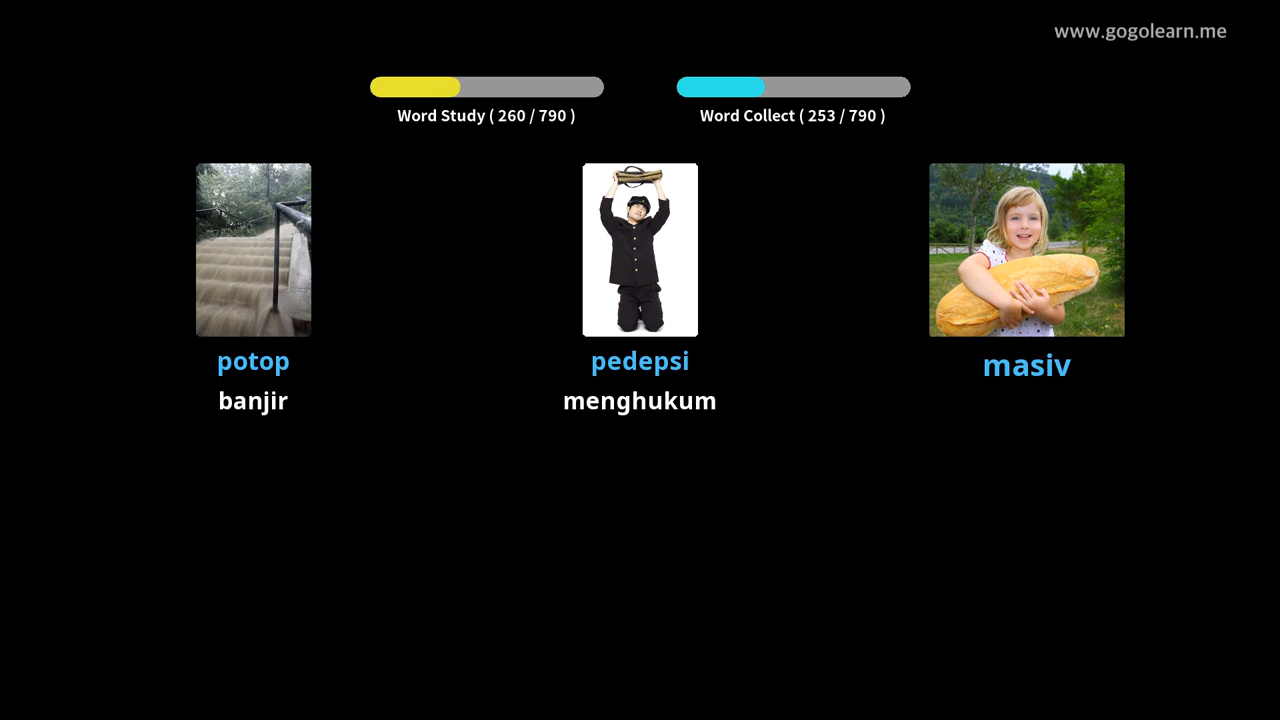 www.gogolearn.me
Word Study ( 260 / 790 )
Word Collect ( 253 / 790 )
potop
banjir
pedepsi
menghukum
masiv